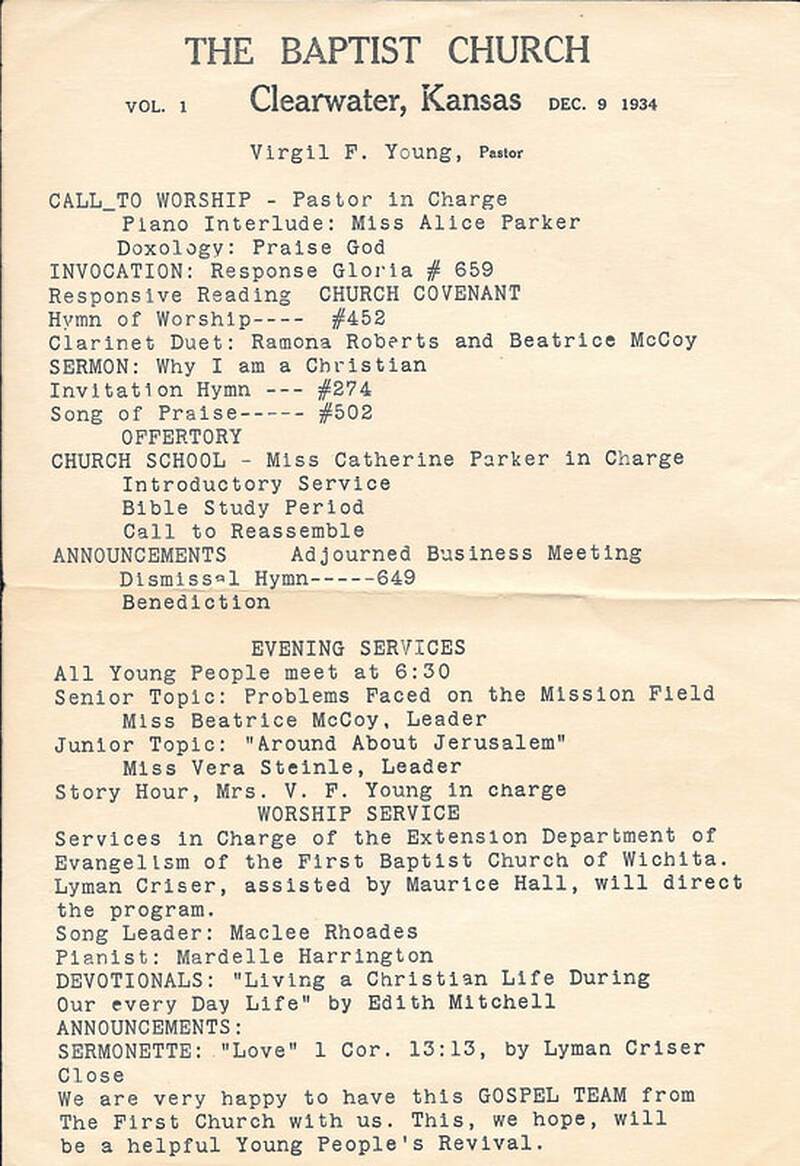 THE BAPTIST CHURCH
VOL. 1 Clearwater, Kansas DEC. 9 1934
Virgil F. Young, Pastor
CALL_TO WORSHIP - Pastor in Charge
Piano Interlude: Miss Alice Parker
Doxology: Praise God
INVOCATION: Response Gloria # 659
Responsive Reading CHURCH COVENANT
Hymn of Worship---- #452
Clarinet Duet: Ramona Roberts and Beatrice McCoy
SERMON: Why I am a Christian
Invitation Hymn --- #274
Song of Praise----- #502
OFFERTORY
CHURCH SCHOOL - Miss Catherine Parker in Charge
Introductory Service
Bible Study Period
Call to Reassemble
ANNOUNCEMENTS Adjourned Business Meeting
Dismissal Hymn-----649
Benediction
EVENING SERVICES
All Young People meet at 6:30
Senior Topic: Problems Faced on the Mission Field
Miss Beatrice McCoy, Leader
Junior Topic: "Around About Jerusalem"
Miss Vera Steinle, Leader
Story Hour, Mrs. V. F. Young in charge
WORSHIP SERVICE
Services in Charge of the Extension Department of
Evangelism of the First Baptist Church of Wichita.
Lyman Criser, assisted by Maurice Hall, will direct
the program.
Song Leader: Maclee Rhoades
Pianist: Mardelle Harrington
DEVOTIONALS: "Living a Christian Life During
Our every Day Life" by Edith Mitchell
ANNOUNCEMENTS:
SERMONETTE: "Love" 1 Cor. 13:13, by Lyman Criser
Close
We are very happy to have this GOSPEL TEAM from
The First Church with us. This, we hope, will
be a helpful Young People's Revival.